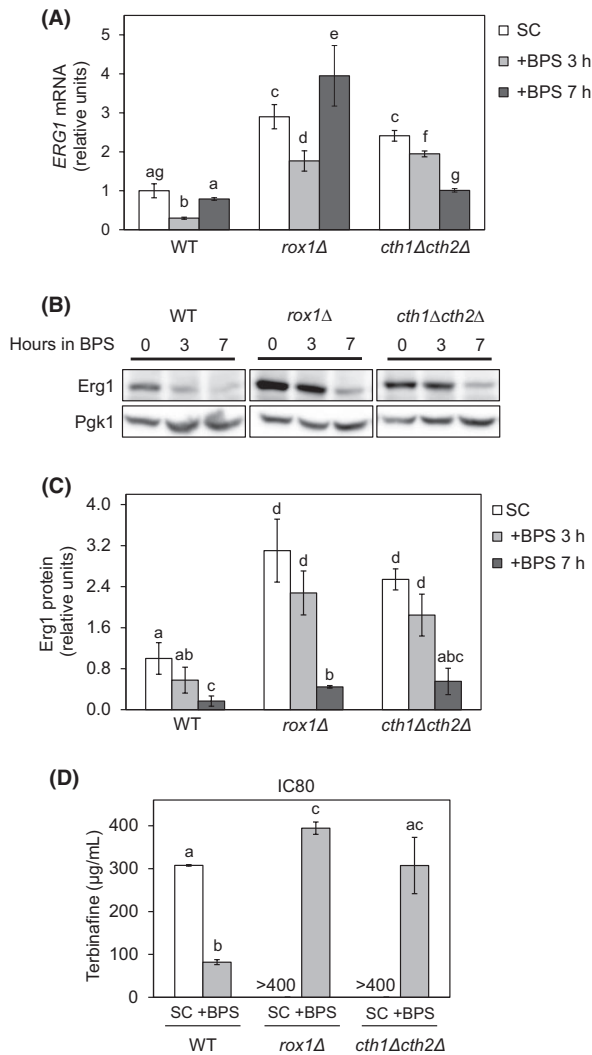 (A)
ERG1 mRNA
(relative units)
5
4
3
2
1
0
ag
b
a
c
d
e
c
f
g
WT
rox1Δ
cth1Δcth2Δ
SC
+BPS 3 h
+BPS 7 h
(B)
WT
rox1Δ
cth1Δcth2Δ
Hours in BPS
0 3 7
0 3 7
0 3 7
Erg1
Pgk1
(C)
Erg1 protein
(relative units)
4.0
3.2
2.4
1.6
0.8
0.0
a
ab
c
d
d
b
d
d
abc
WT
rox1Δ
cth1Δcth2Δ
SC
+BPS 3 h
+BPS 7 h
(D)
IC80
Terbinafine (µg/mL)
400
300
200
100
0
a
b
>400
c
>400
ac
SC +BPS
SC +BPS
SC +BPS
WT
rox1Δ
cth1Δcth2Δ